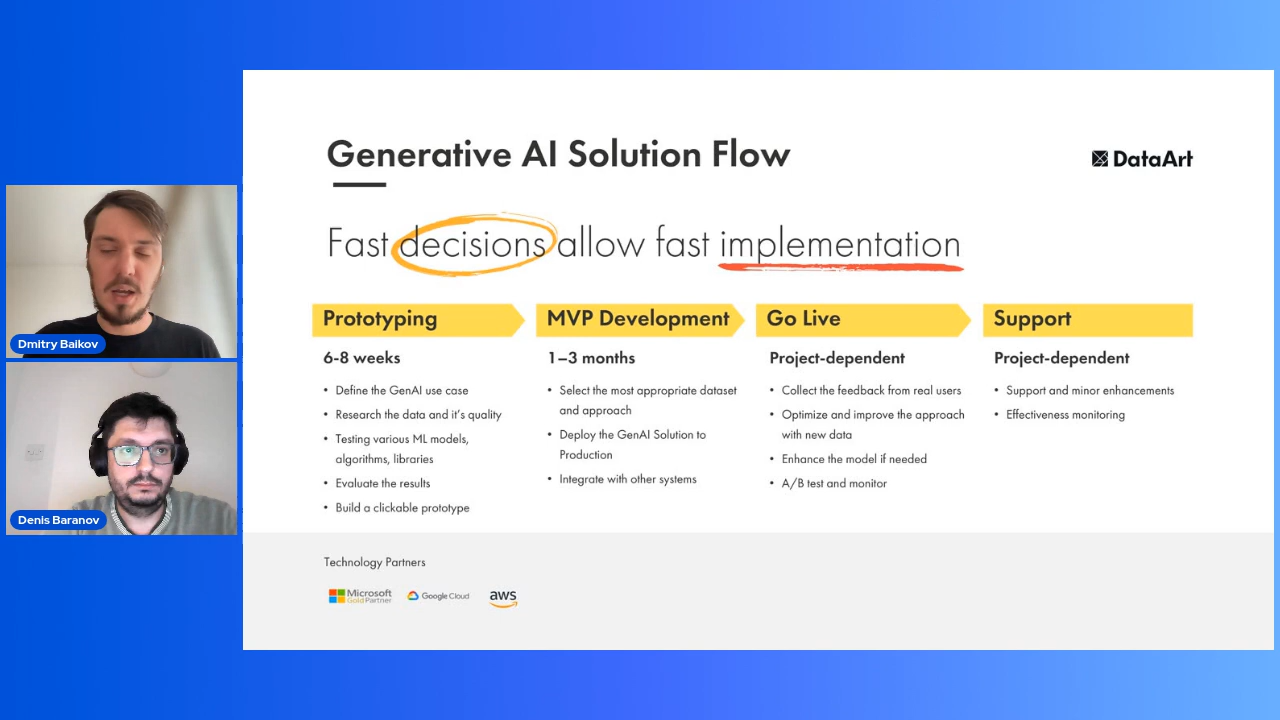 Generative AI Solution Flow
DataArt
Fast decisions allow fast implementation
Prototyping
6-8 weeks
• Define the GenAI use case
• Research the data and it's quality
• Testing various ML models,
algorithms, libraries
• Evaluate the results
• Build a clickable prototype
MVP Development
1–3 months
• Select the most appropriate dataset
and approach
• Deploy the GenAI Solution to
Production
• Integrate with other systems
Go Live
Project-dependent
• Collect the feedback from real users
• Optimize and improve the approach
with new data
• Enhance the model if needed
• A/B test and monitor
Support
Project-dependent
• Support and minor enhancements
• Effectiveness monitoring
Technology Partners
Microsoft
Gold Partner
Google Cloud
aws
Dmitry Baikov
Denis Baranov